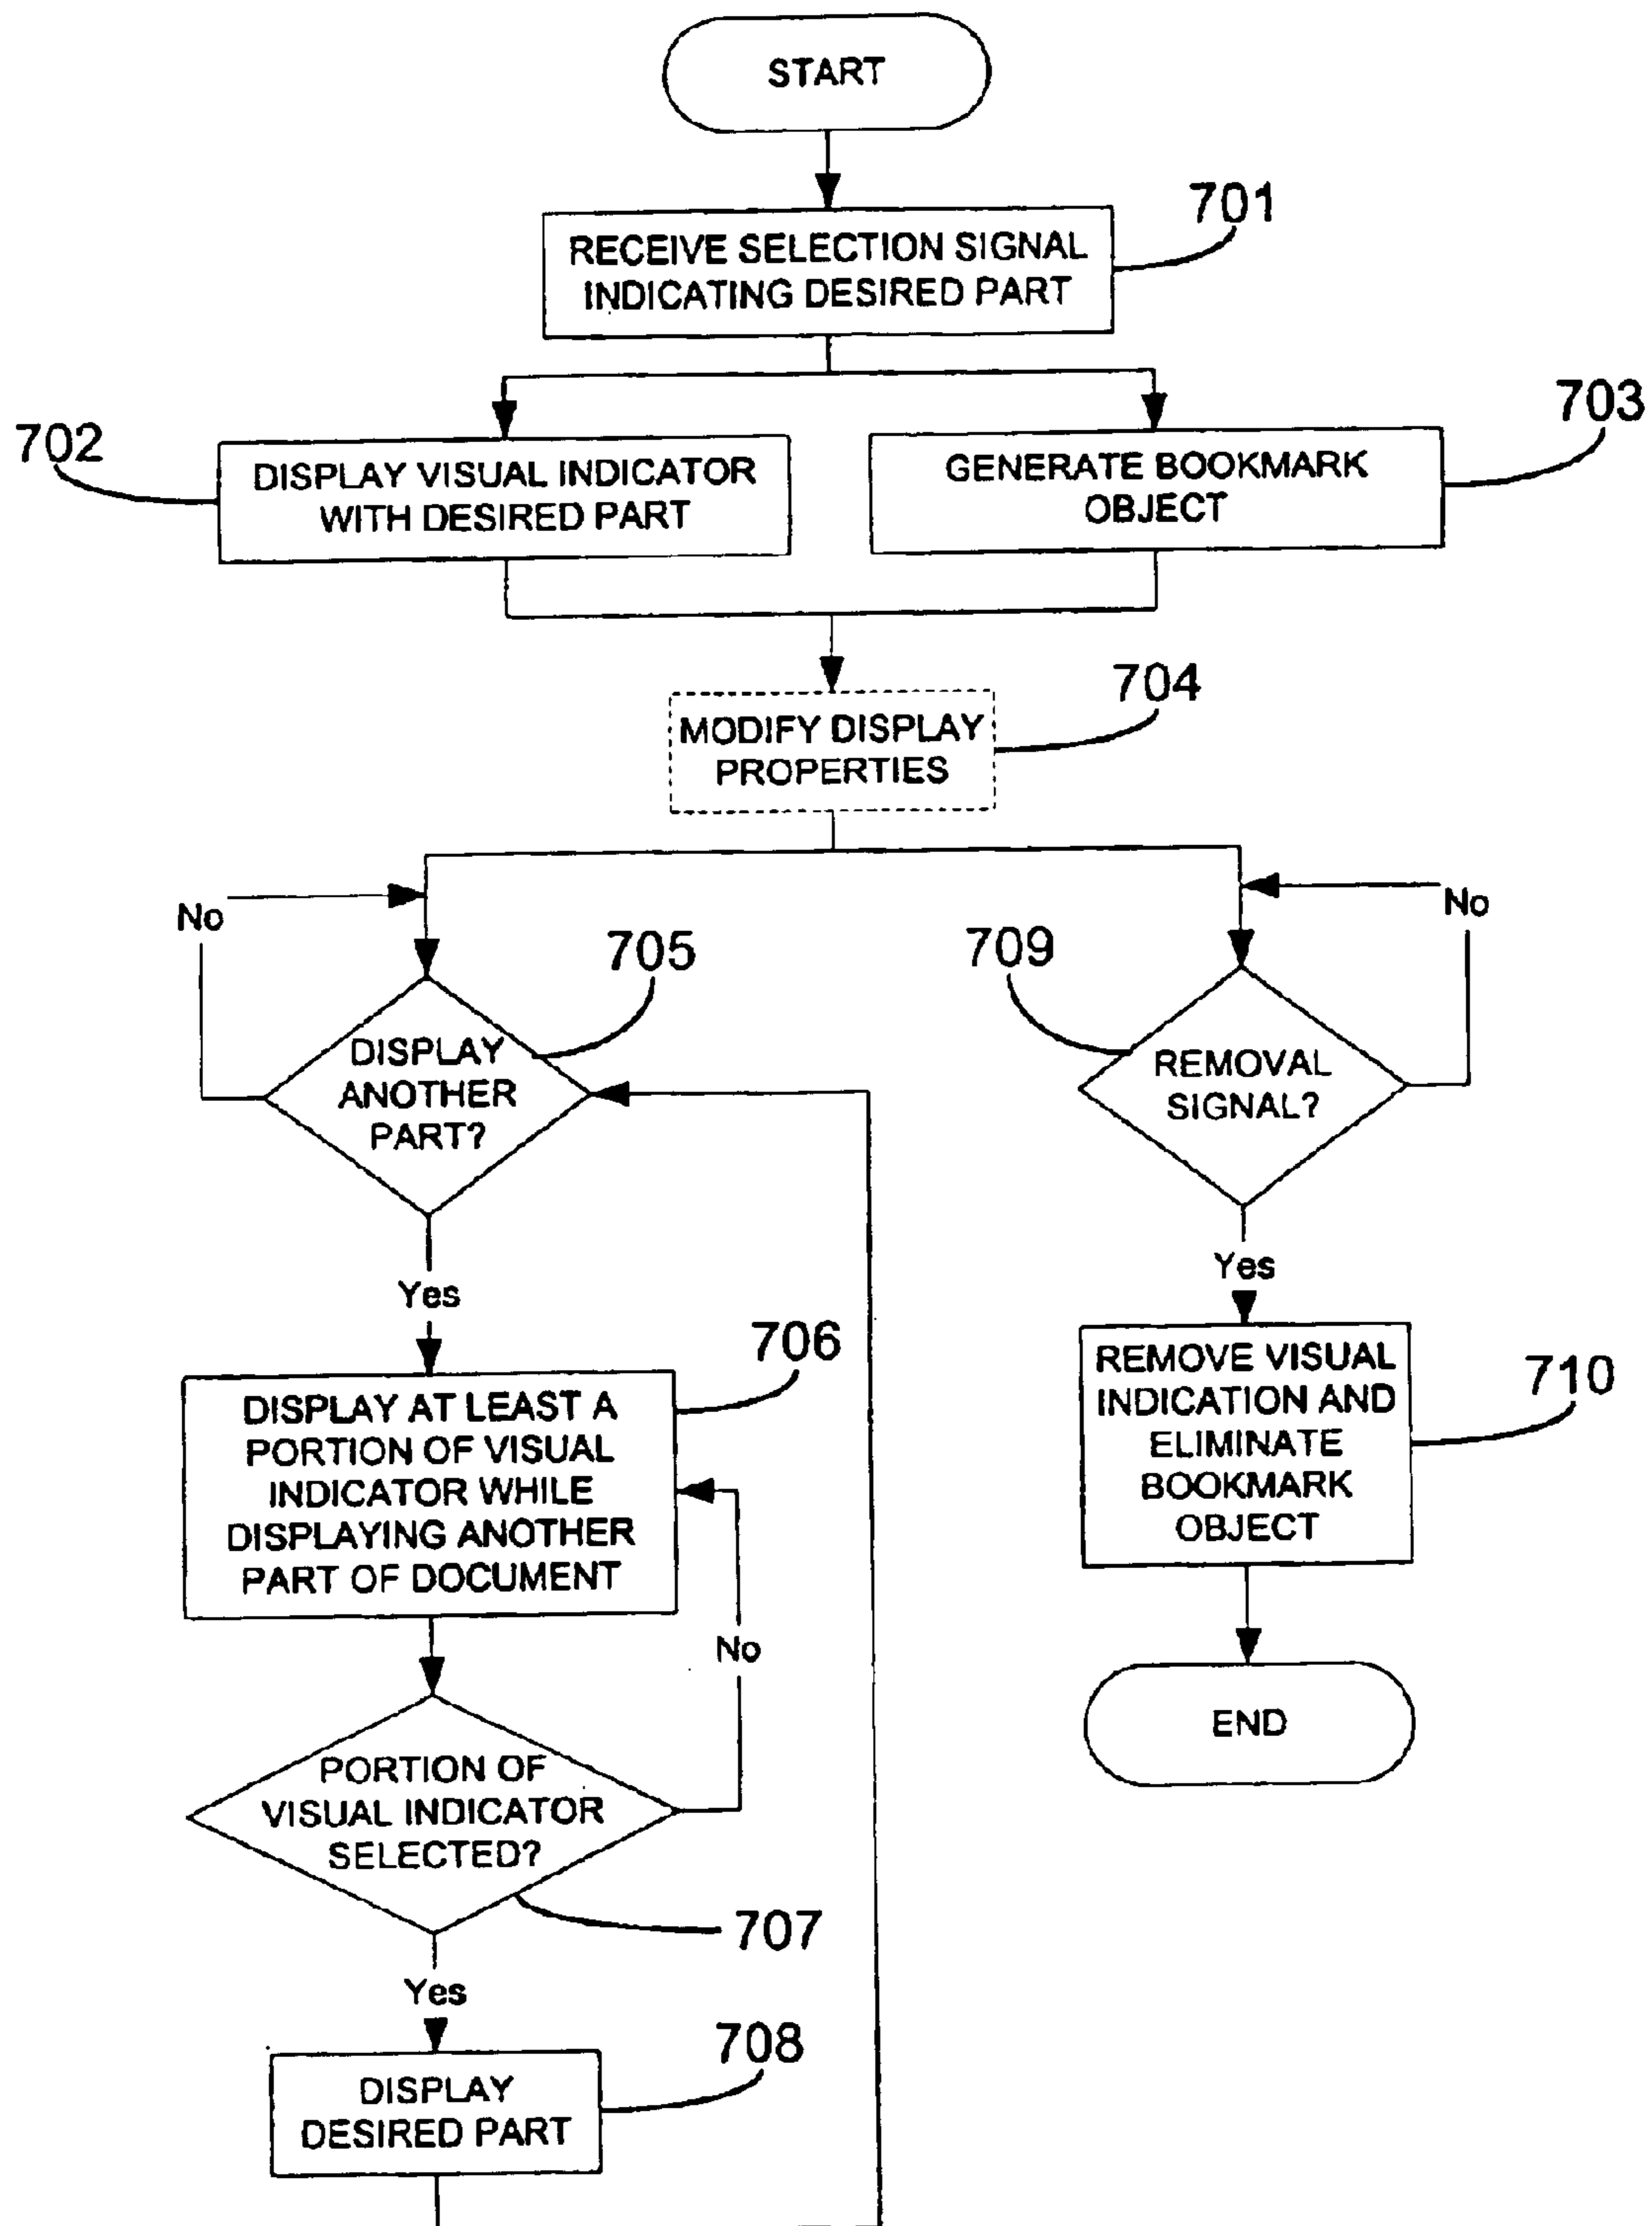 START
701
RECEIVE SELECTION SIGNAL
INDICATING DESIRED PART
702
DISPLAY VISUAL INDICATOR
WITH DESIRED PART
703
GENERATE BOOKMARK
OBJECT
704
MODIFY DISPLAY
PROPERTIES
No
705
DISPLAY
ANOTHER
PART?
Yes
706
DISPLAY AT LEAST A
PORTION OF VISUAL
INDICATOR WHILE
DISPLAYING ANOTHER
PART OF DOCUMENT
No
PORTION OF
VISUAL INDICATOR
SELECTED?
707
Yes
708
DISPLAY
DESIRED PART
No
709
REMOVAL
SIGNAL?
Yes
REMOVE VISUAL
INDICATION AND
ELIMINATE
BOOKMARK
OBJECT
710
END